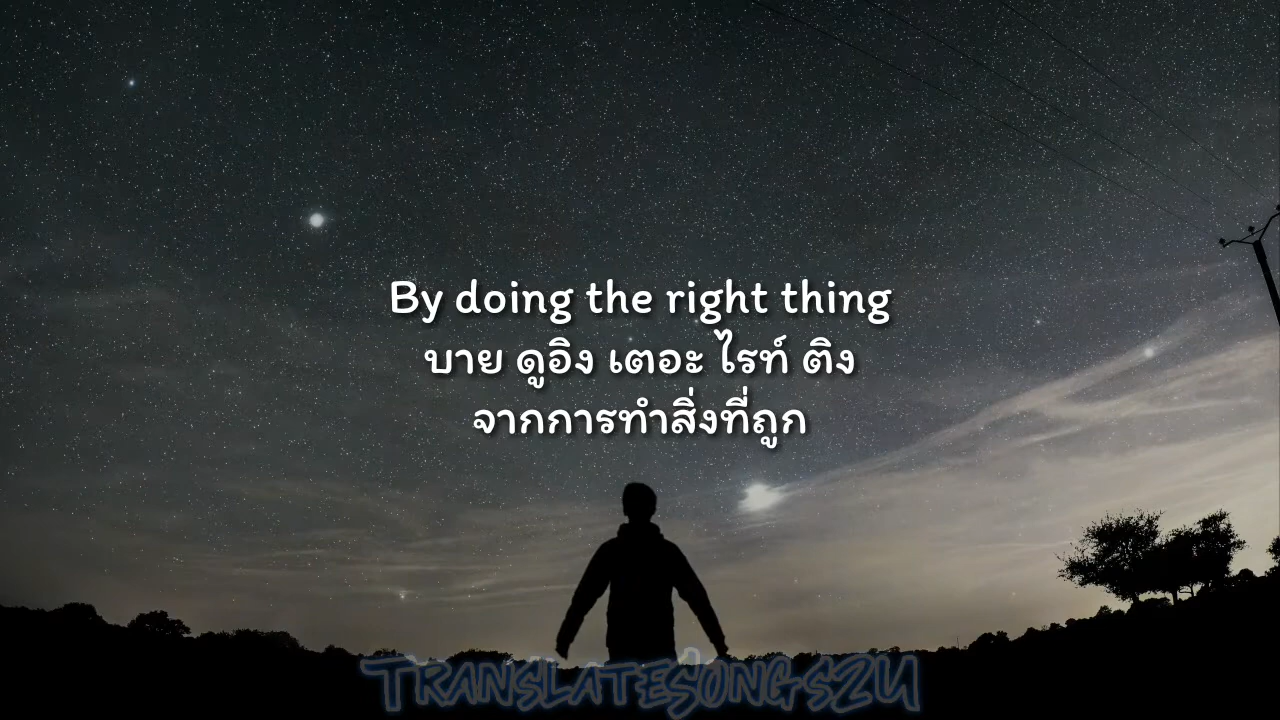 By doing the right thing
บาย ดูอิง เตอะ ไรท์ ติง
จากการทำสิ่งที่ถูก
TRANSLATESONGS2U